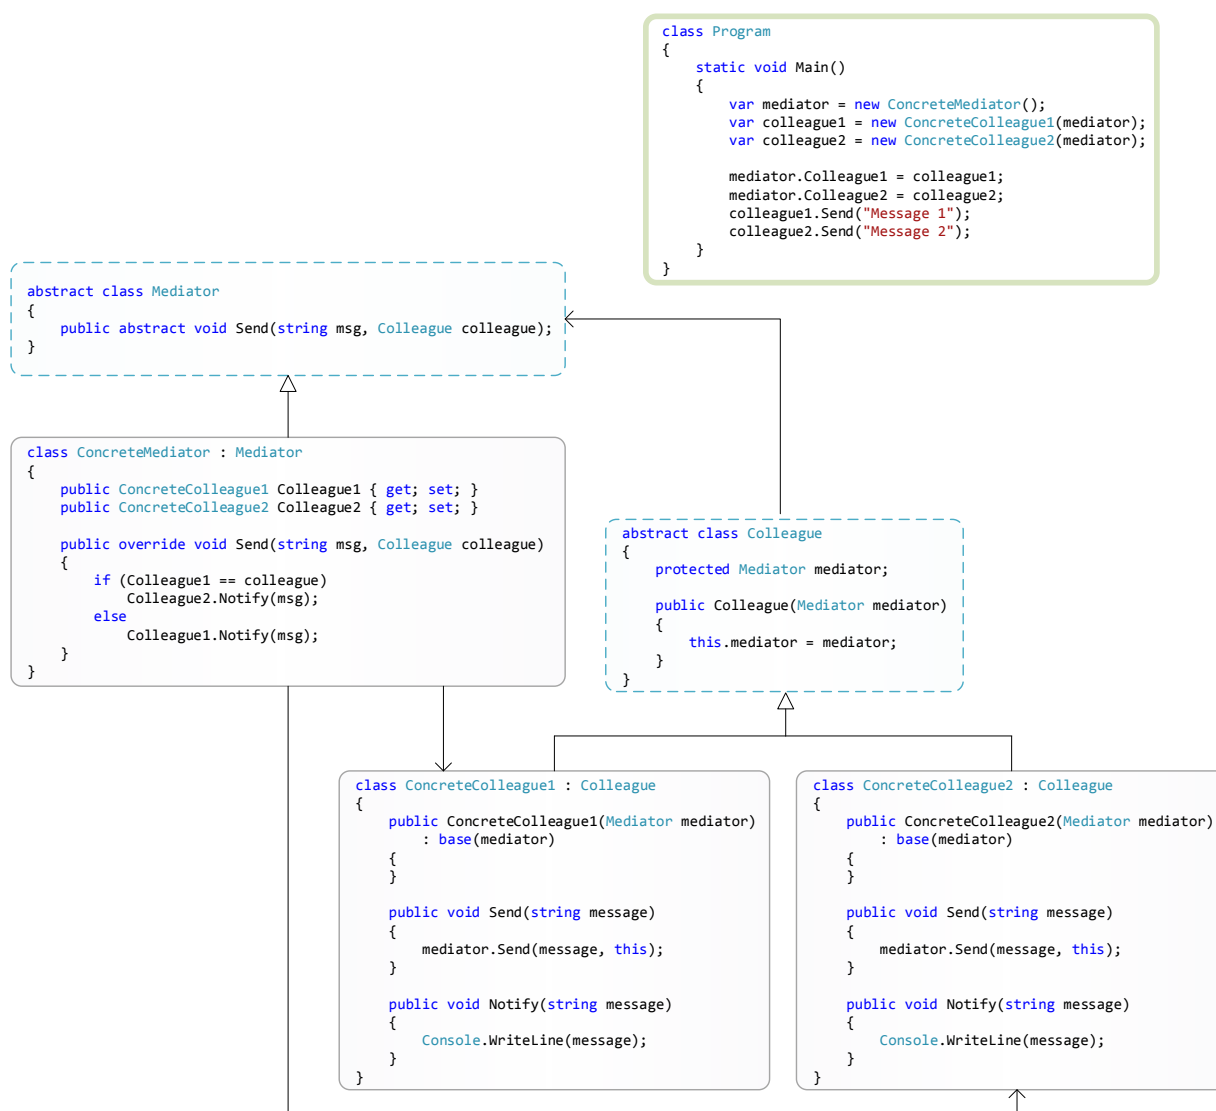 class Program
{
    static void Main()
    {
        var mediator = new ConcreteMediator();
        var colleague1 = new ConcreteColleague1(mediator);
        var colleague2 = new ConcreteColleague2(mediator);

        mediator.Colleague1 = colleague1;
        mediator.Colleague2 = colleague2;
        colleague1.Send("Message 1");
        colleague2.Send("Message 2");
    }
}
abstract class Mediator
{
    public abstract void Send(string msg, Colleague colleague);
}
class ConcreteMediator : Mediator
{
    public ConcreteColleague1 Colleague1 { get; set; }
    public ConcreteColleague2 Colleague2 { get; set; }

    public override void Send(string msg, Colleague colleague)
    {
        if (Colleague1 == colleague)
            Colleague2.Notify(msg);
        else
            Colleague1.Notify(msg);
    }
}
abstract class Colleague
{
    protected Mediator mediator;

    public Colleague(Mediator mediator)
    {
        this.mediator = mediator;
    }
}
class ConcreteColleague1 : Colleague
{
    public ConcreteColleague1(Mediator mediator)
        : base(mediator)
    {
    }

    public void Send(string message)
    {
        mediator.Send(message, this);
    }

    public void Notify(string message)
    {
        Console.WriteLine(message);
    }
}
class ConcreteColleague2 : Colleague
{
    public ConcreteColleague2(Mediator mediator)
        : base(mediator)
    {
    }

    public void Send(string message)
    {
        mediator.Send(message, this);
    }

    public void Notify(string message)
    {
        Console.WriteLine(message);
    }
}